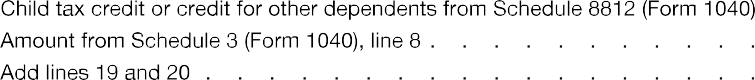 Child tax credit or credit for other dependents from Schedule 8812 (Form 1040)
Amount from Schedule 3 (Form 1040), line 8 . . . . . . . . . . .
Add lines 19 and 20 . . . . . . . . . . . . . . . . . .